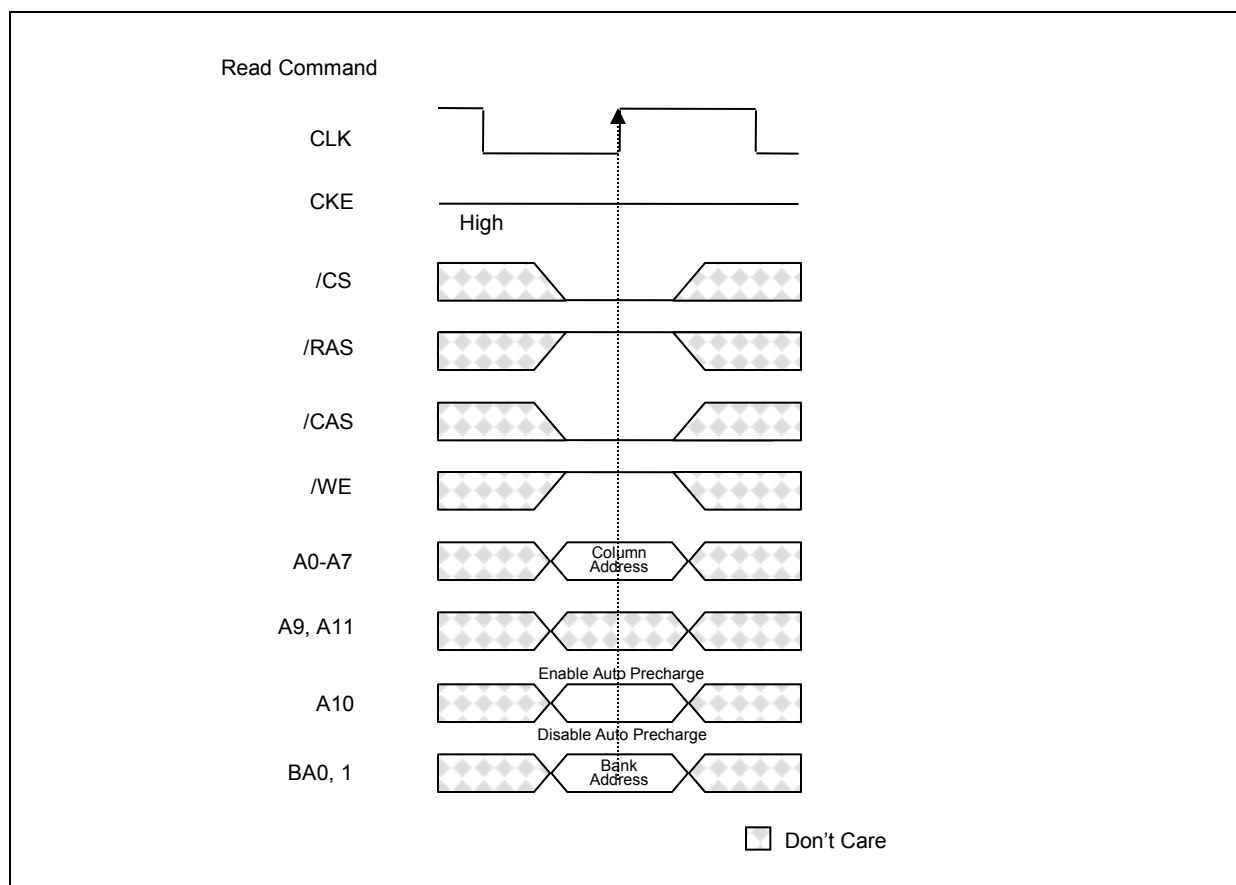 Read Command
CLK
CKE
High
/CS
/RAS
/CAS
/WE
A0-A7
Column
Address
A9, A11
Enable Auto Precharge
A10
Disable Auto Precharge
BA0, 1
Bank
Address
Don't Care